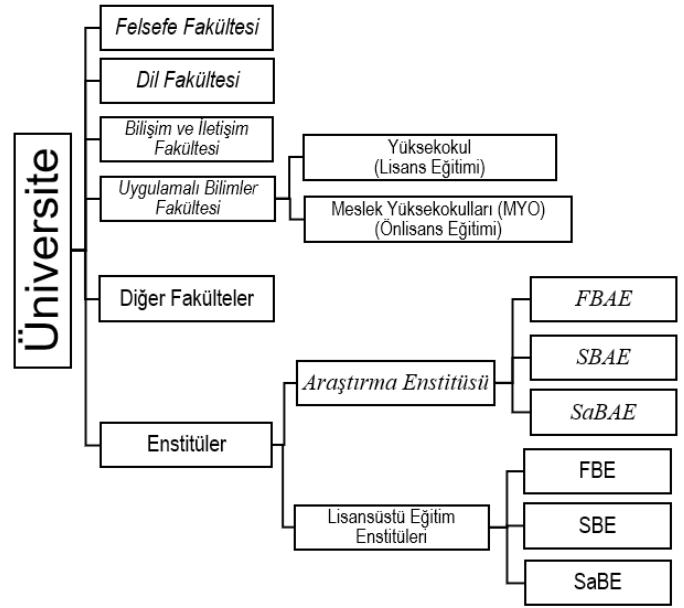 Üniversite
Felsefe Fakültesi
Dil Fakültesi
Bilişim ve İletişim
Fakültesi
Uygulamalı Bilimler
Fakültesi
Yüksekokul
(Lisans Eğitimi)
Meslek Yüksekokulları (MYO)
(Önlisans Eğitimi)
Diğer Fakülteler
Enstitüler
Araştırma Enstitüsü
FBAE
SBAE
SaBAE
Lisansüstü Eğitim
Enstitüleri
FBE
SBE
SaBE